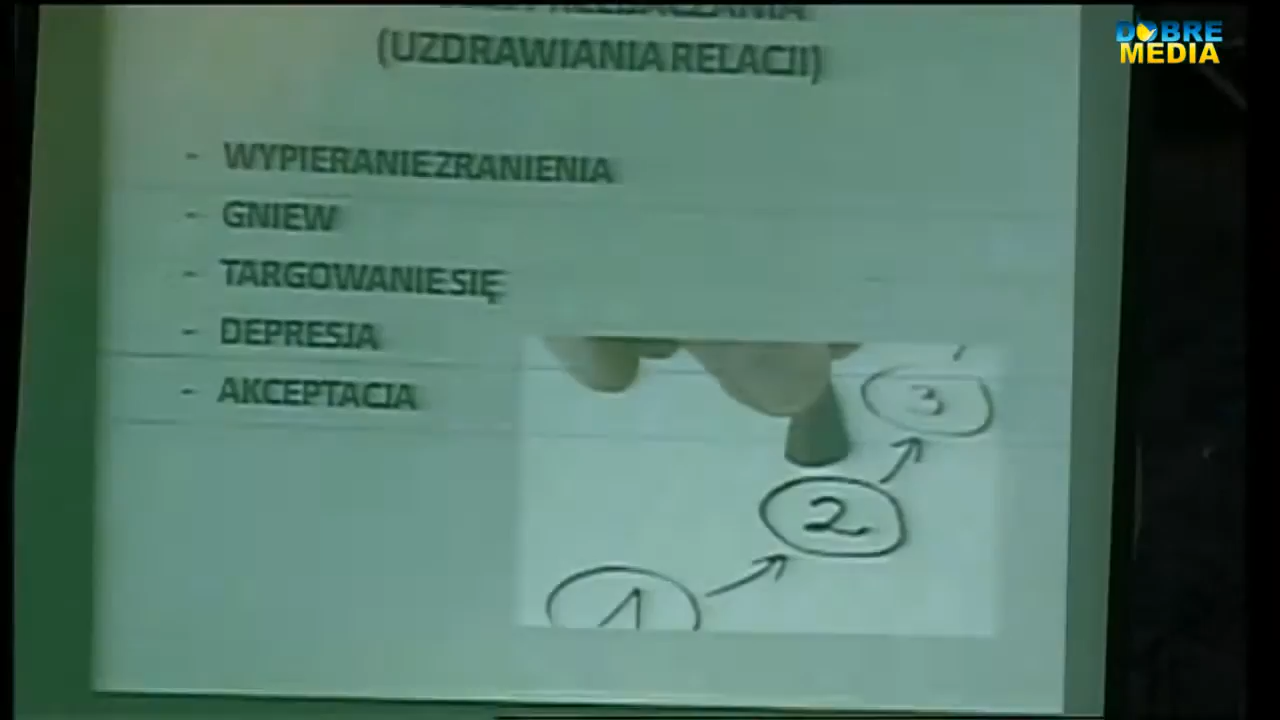 DOBRE
MEDIA
(UZDRAWIANIA RELACJI)
- WYPIERANIE ZRANIENIA
- GNIEW
- TARGOWANIE SIĘ
- DEPRESJA
- AKCEPTACJA
3
2
1